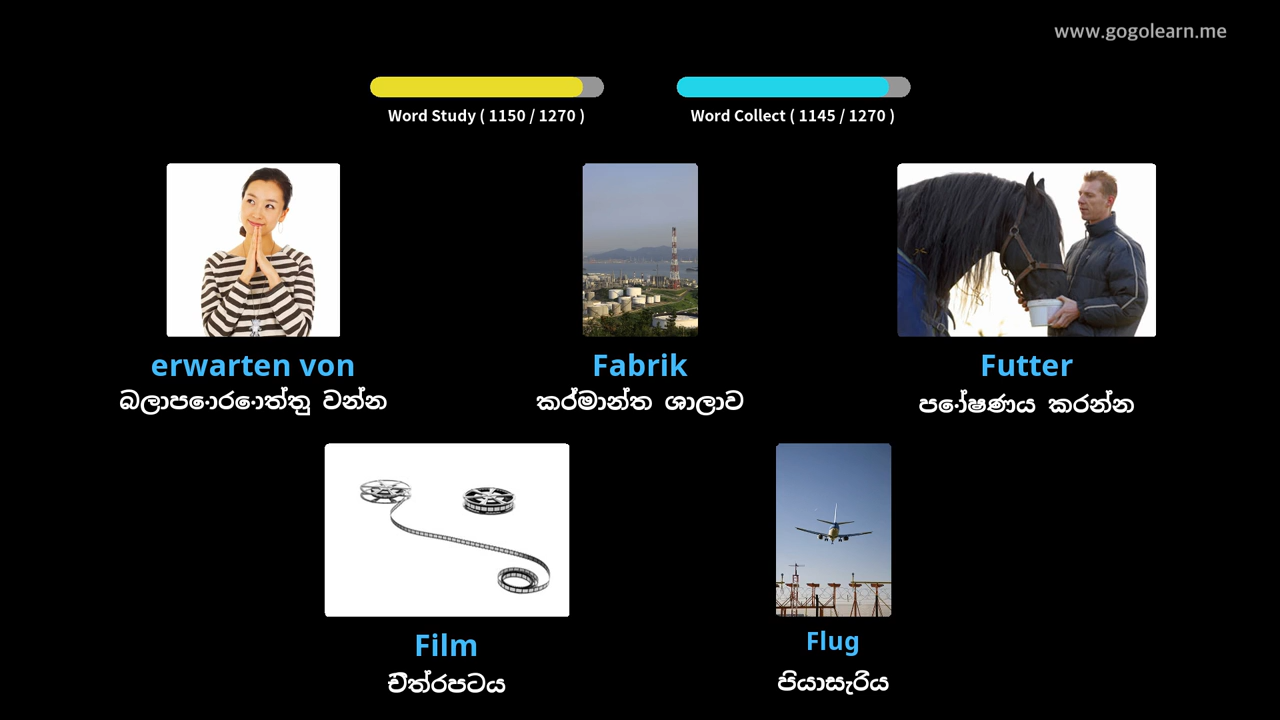 www.gogolearn.me
Word Study ( 1150 / 1270 )
Word Collect ( 1145 / 1270 )
erwarten von
බලාපොරොත්තු වන්න
Fabrik
කර්මාන්ත ශාලාව
Futter
පෝෂණය කරන්න
Film
චිත්රපටය
Flug
පියාසැරිය